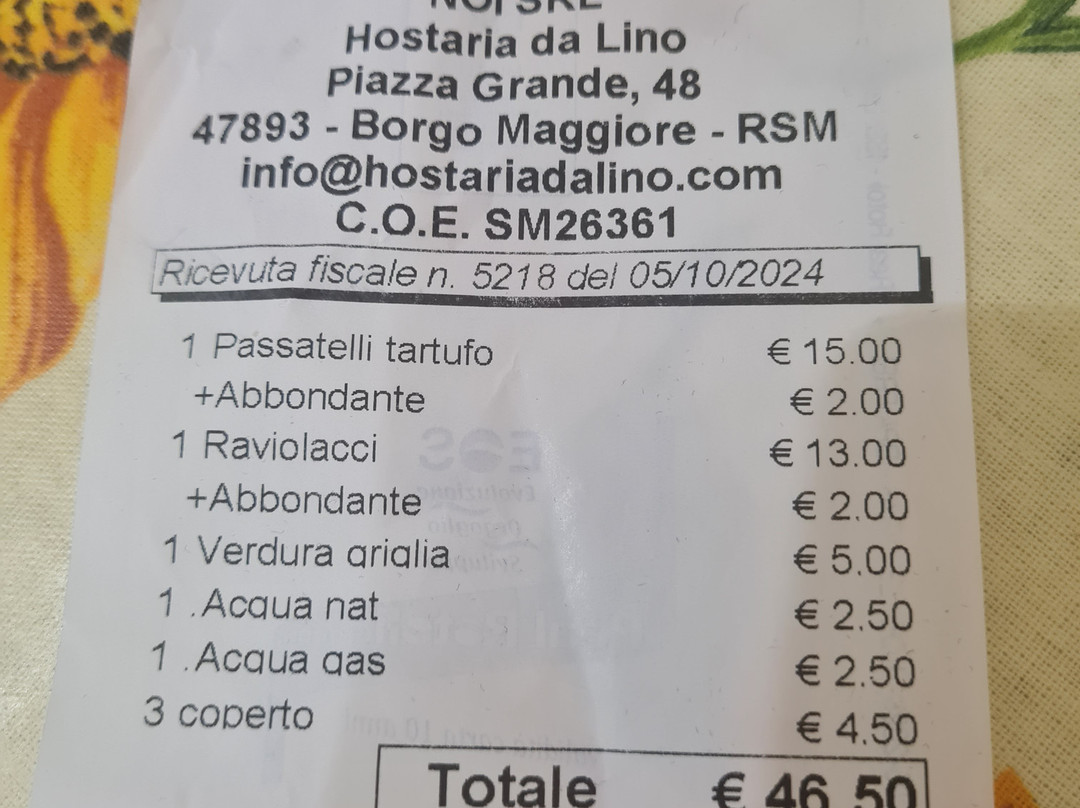 NOI SRL
Hostaria da Lino
Piazza Grande, 48
47893 - Borgo Maggiore - RSM
info@hostariadalino.com
C.O.E. SM26361
Ricevuta fiscale n. 5218 del 05/10/2024
1 Passatelli tartufo € 15.00
+Abbondante € 2.00
1 Raviolacci € 13.00
+Abbondante € 2.00
1 Verdura griglia € 5.00
1 .Acqua nat € 2.50
1 .Acqua gas € 2.50
3 coperto € 4.50
Totale € 46.50